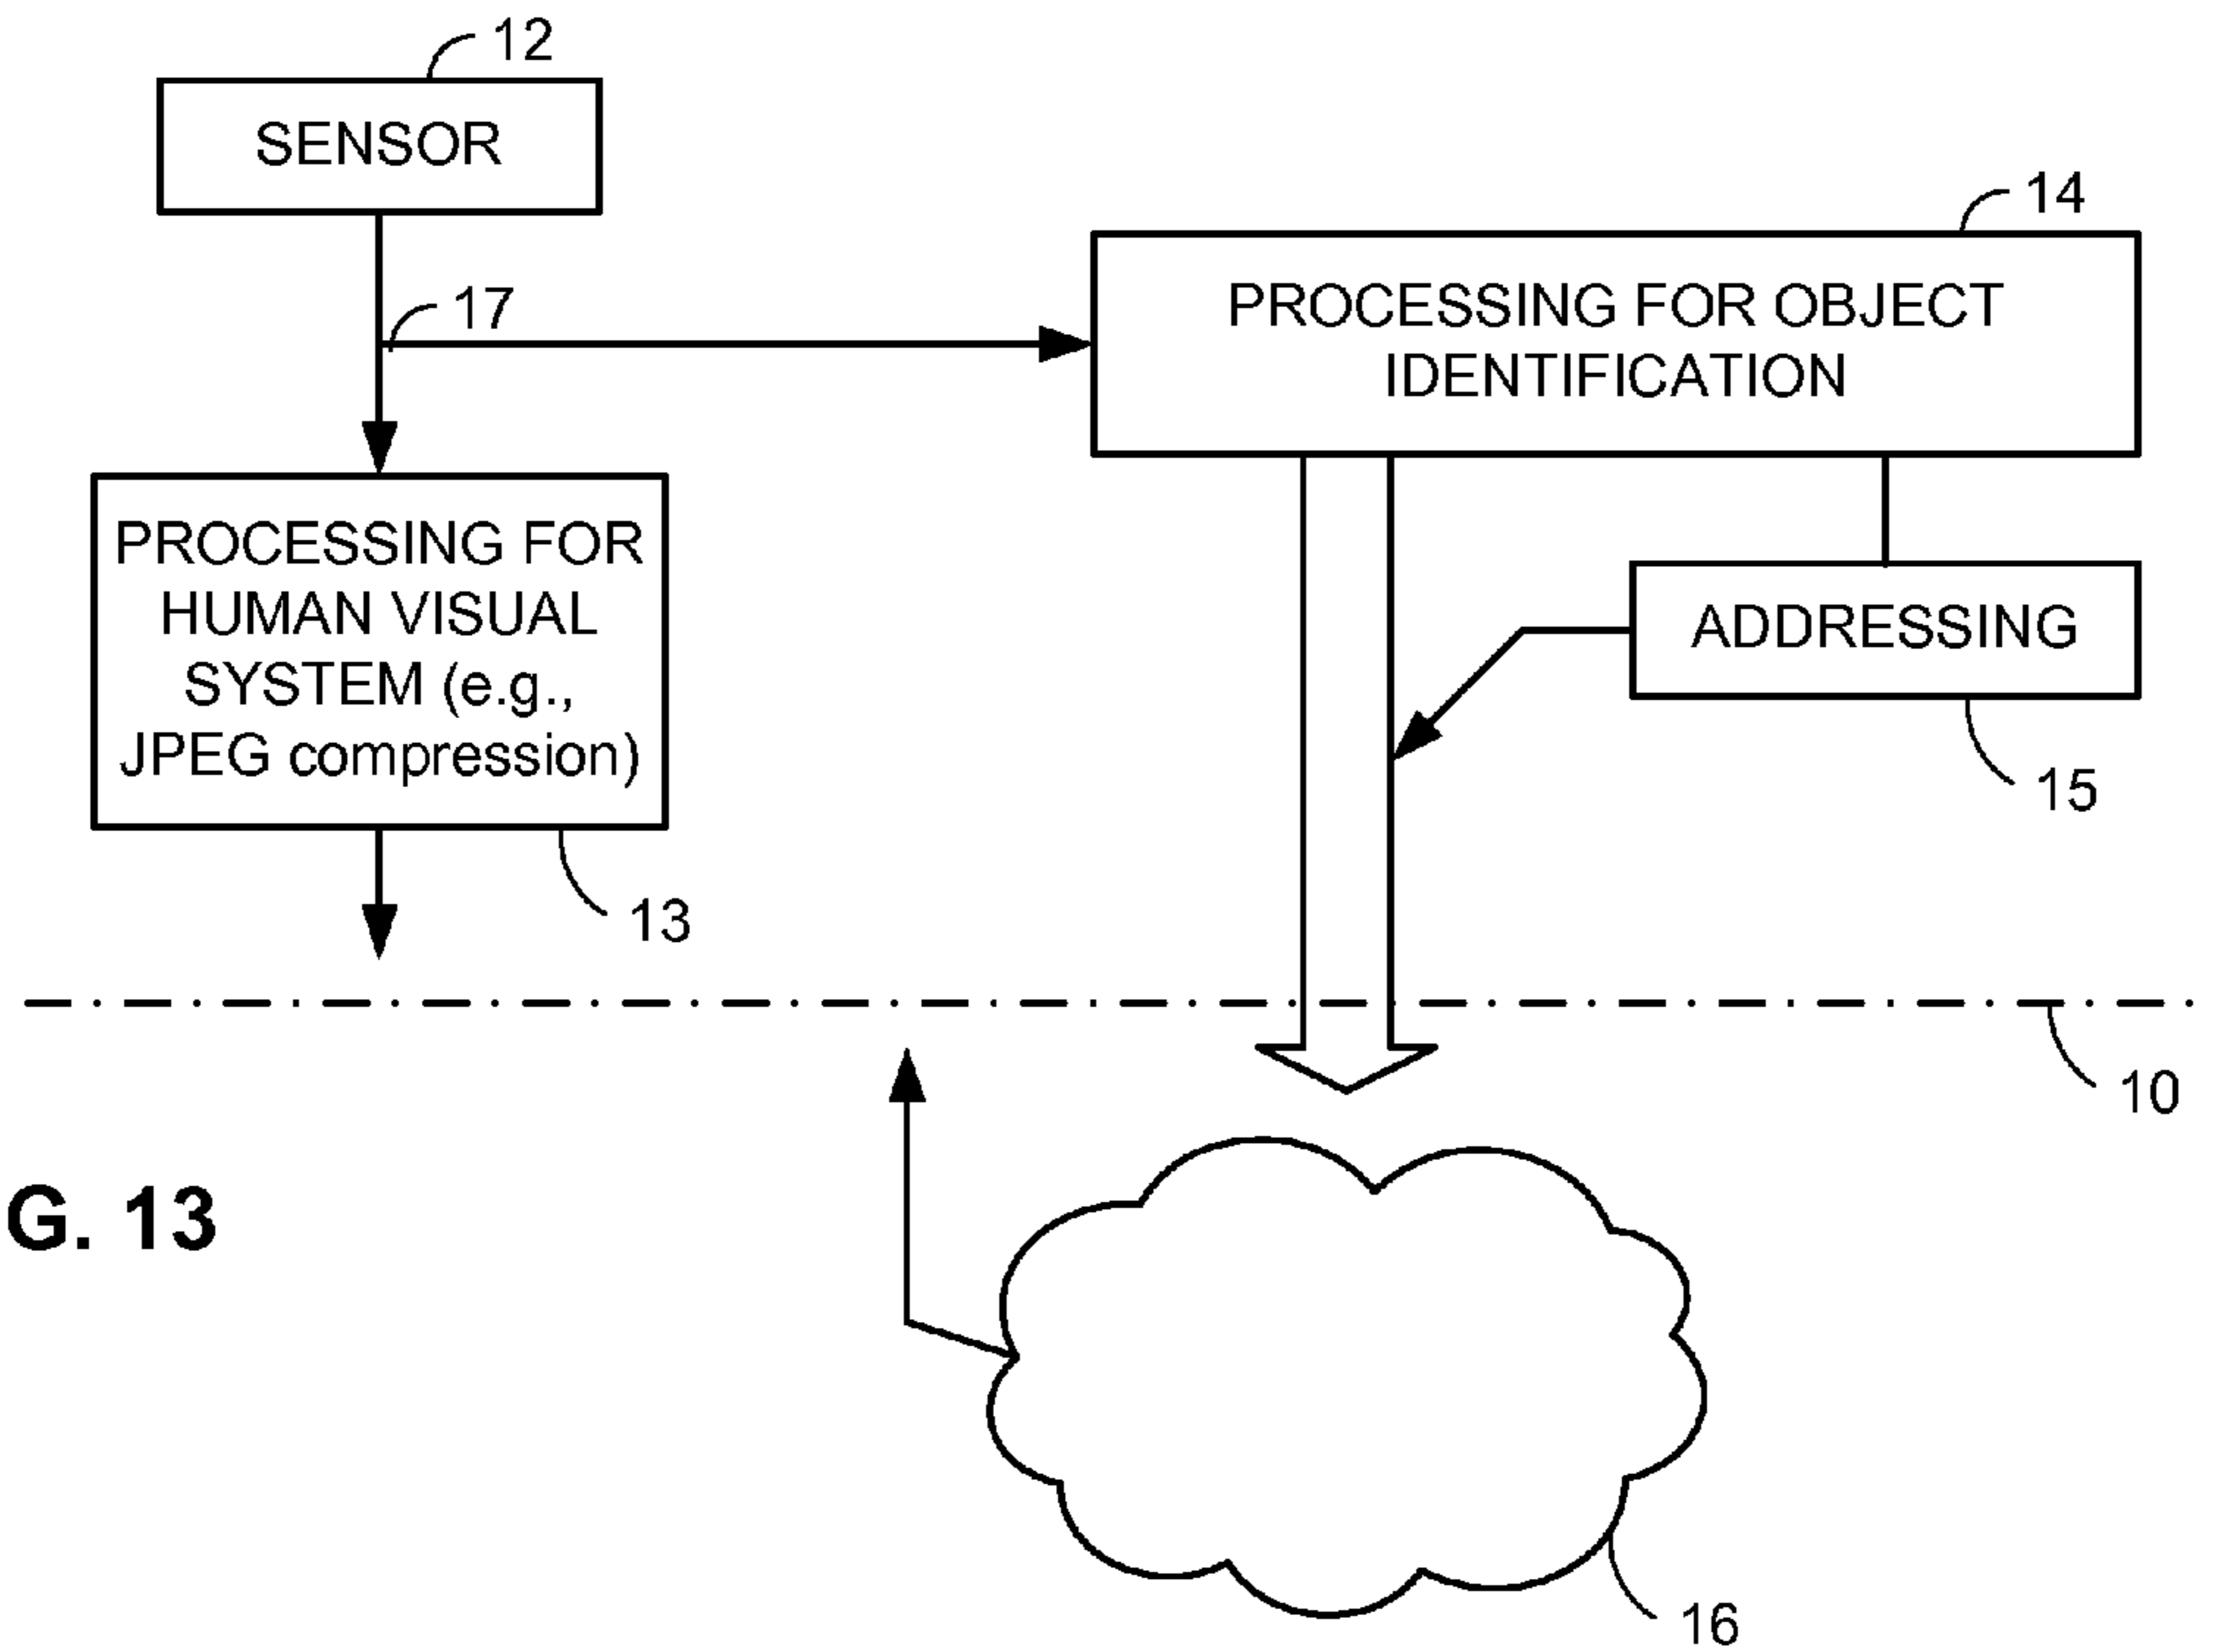 12
SENSOR
14
17
PROCESSING FOR OBJECT
IDENTIFICATION
PROCESSING FOR
HUMAN VISUAL
SYSTEM (e.g.,
JPEG compression)
ADDRESSING
15
13
10
G. 13
16